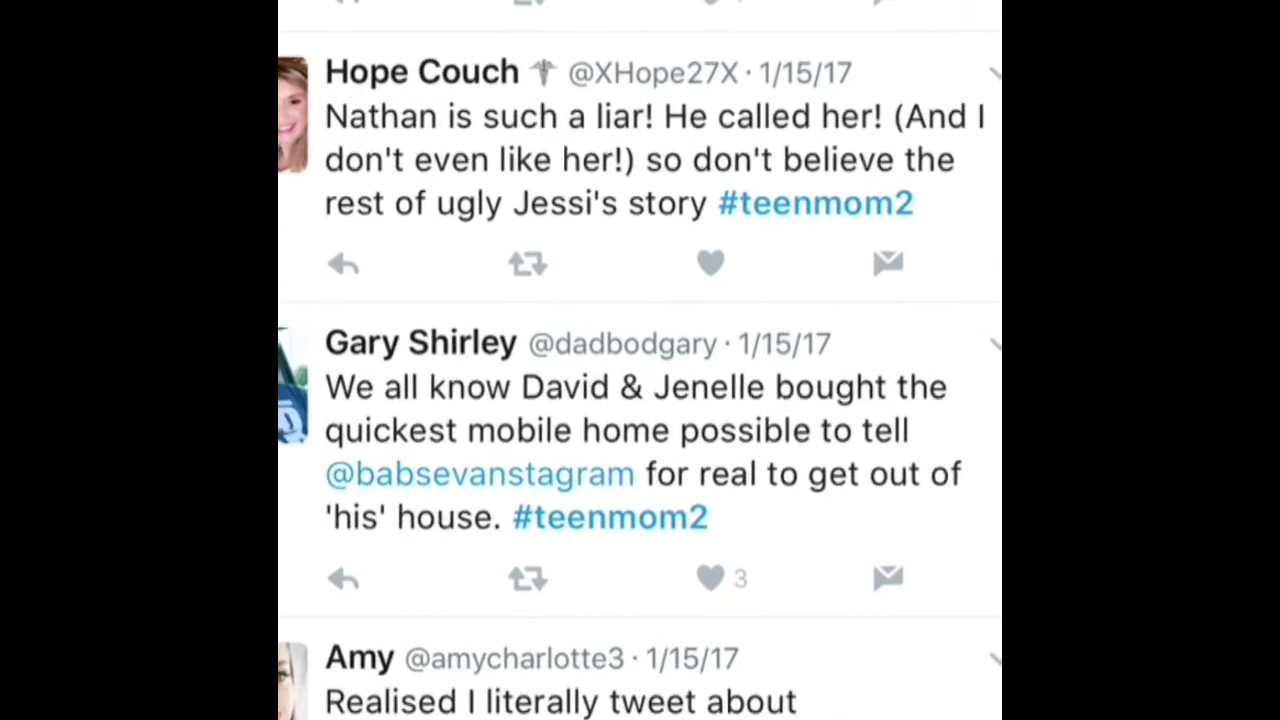 Hope Couch @XHope27X · 1/15/17
Nathan is such a liar! He called her! (And I
don't even like her!) so don't believe the
rest of ugly Jessi's story #teenmom2
Gary Shirley @dadbodgary · 1/15/17
We all know David & Jenelle bought the
quickest mobile home possible to tell
@babsevanstagram for real to get out of
'his' house. #teenmom2
3
Amy @amycharlotte3 · 1/15/17
Realised I literally tweet about